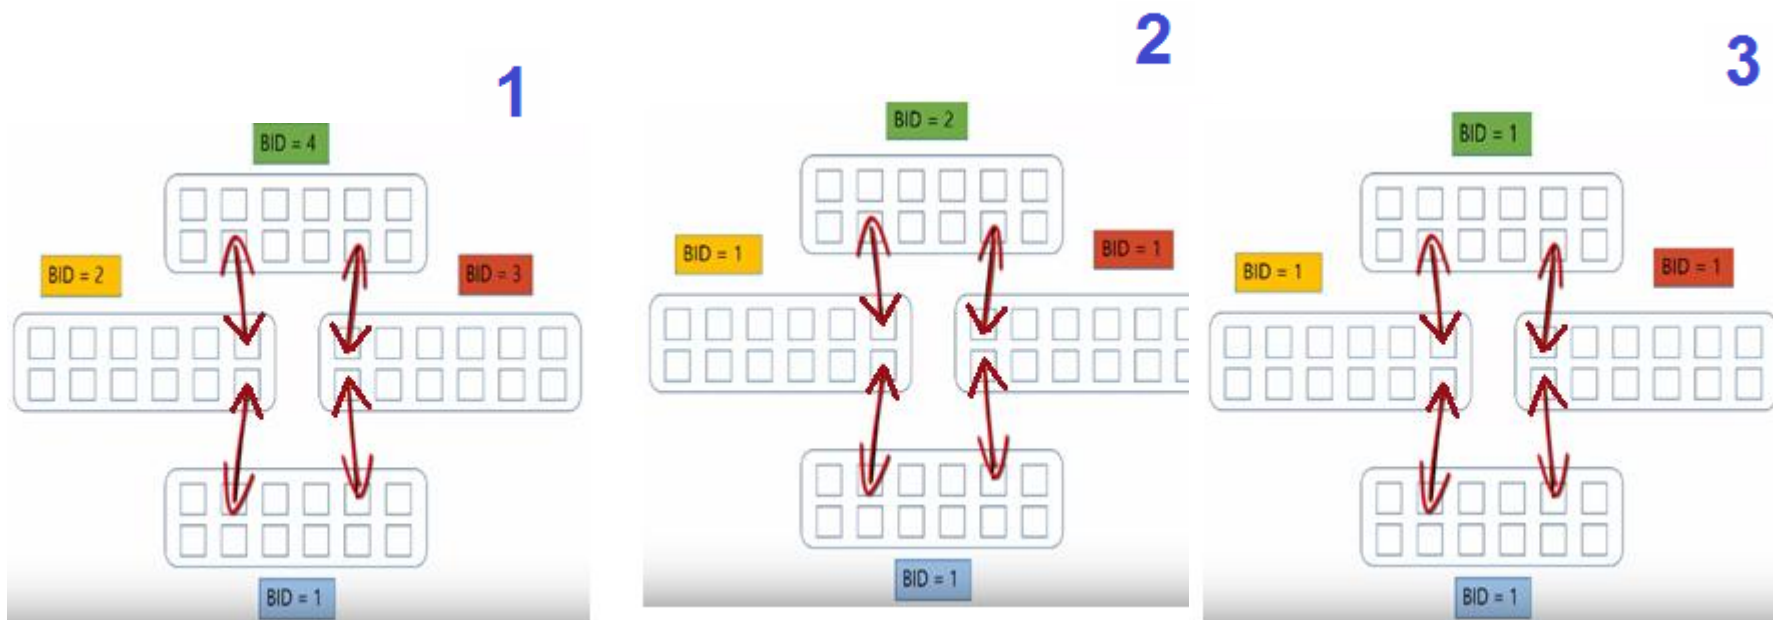 1
BID = 4
BID = 2
BID = 3
BID = 1
2
BID = 2
BID = 1
BID = 1
BID = 1
3
BID = 1
BID = 1
BID = 1
BID = 1